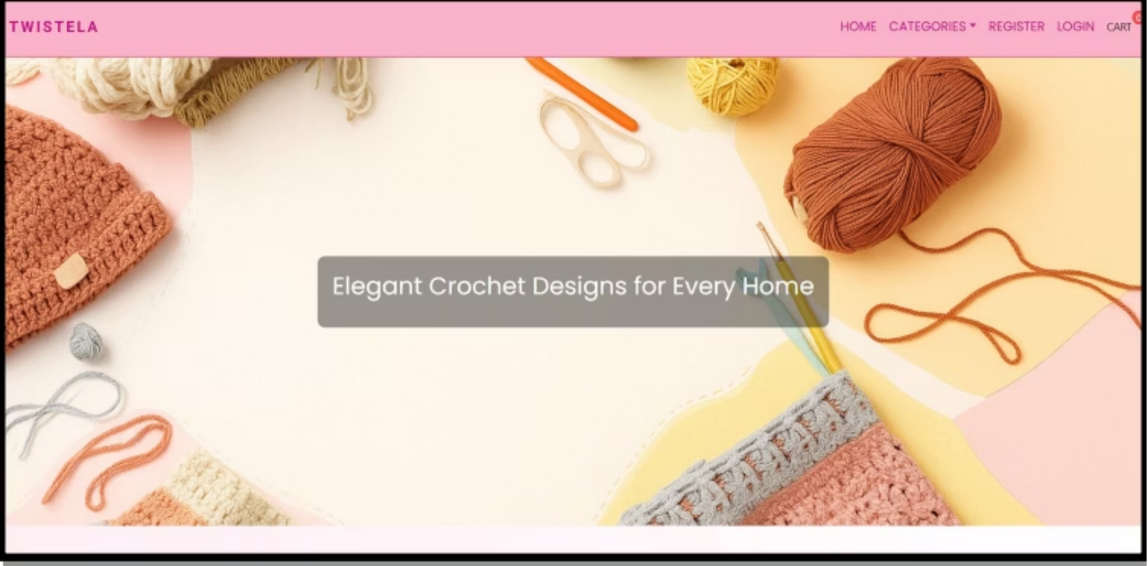 TWISTELA
HOME CATEGORIES REGISTER LOGIN CART
Elegant Crochet Designs for Every Home